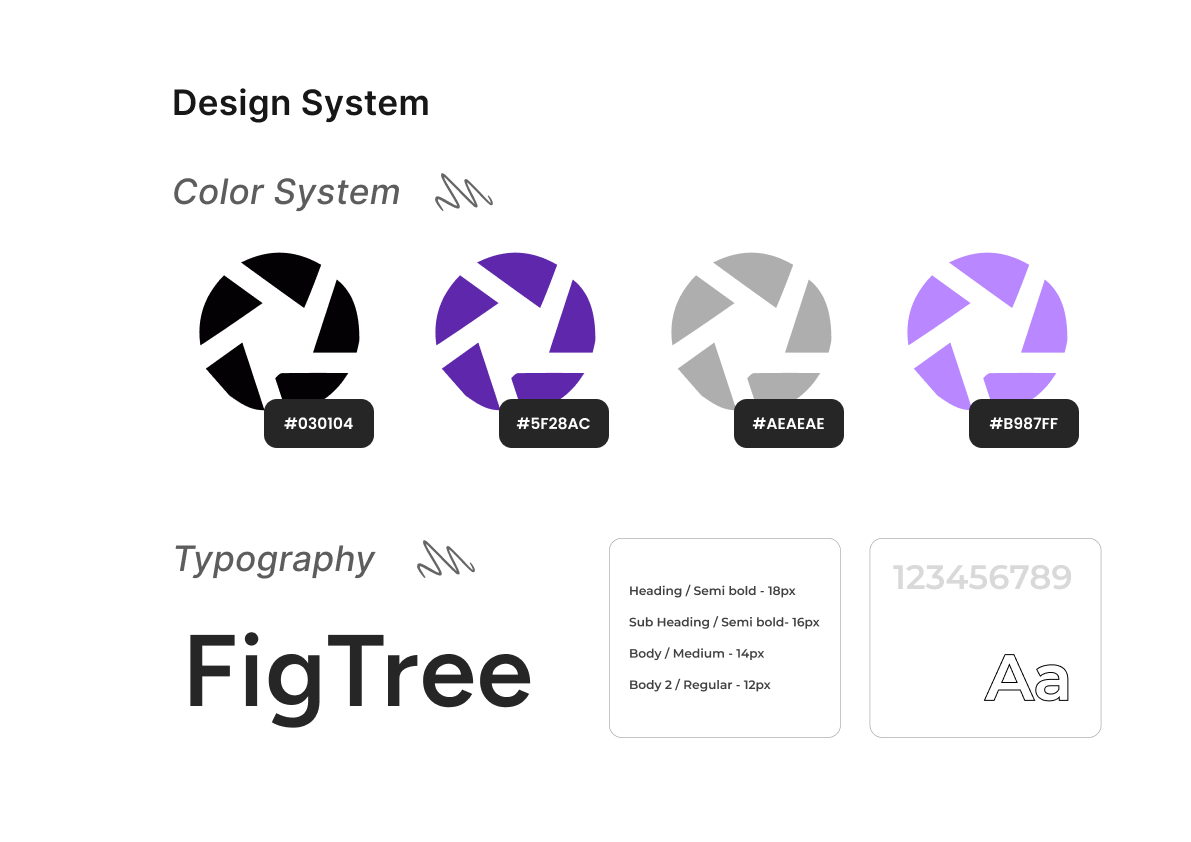 Design System
Color System
#030104
#5F28AC
#AEAEAE
#B987FF
Typography
FigTree
Heading / Semi bold - 18px
Sub Heading / Semi bold- 16px
Body / Medium - 14px
Body 2 / Regular - 12px
123456789
Aa